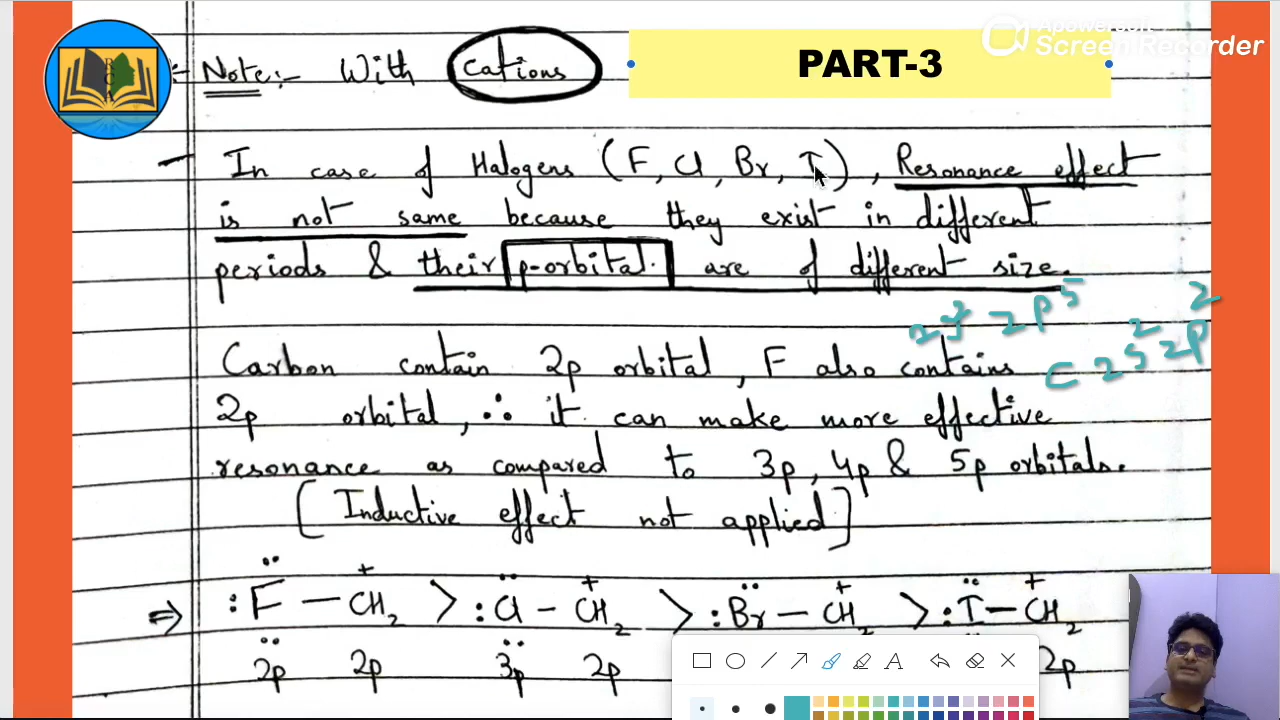 Apowersoft
Screen Recorder
PART-3
:- Note:- With cations
- In case of Halogens (F, Cl, Br, I), Resonance effect
is not same because they exist in different
periods & their p-orbital. are of different size.
2s² 2p⁵
Carbon contain 2p orbital, F also contains
C 2s² 2p²
2p orbital, ∴ it can make more effective
resonance as compared to 3p, 4p & 5p orbitals.
[Inductive effect not applied]
⇒ :F̈ — C⁺H₂ > :C̈l — C⁺H₂ > :B̈r — C⁺H₂ > :Ï — C⁺H₂
2p 2p 3p 2p 2p
A